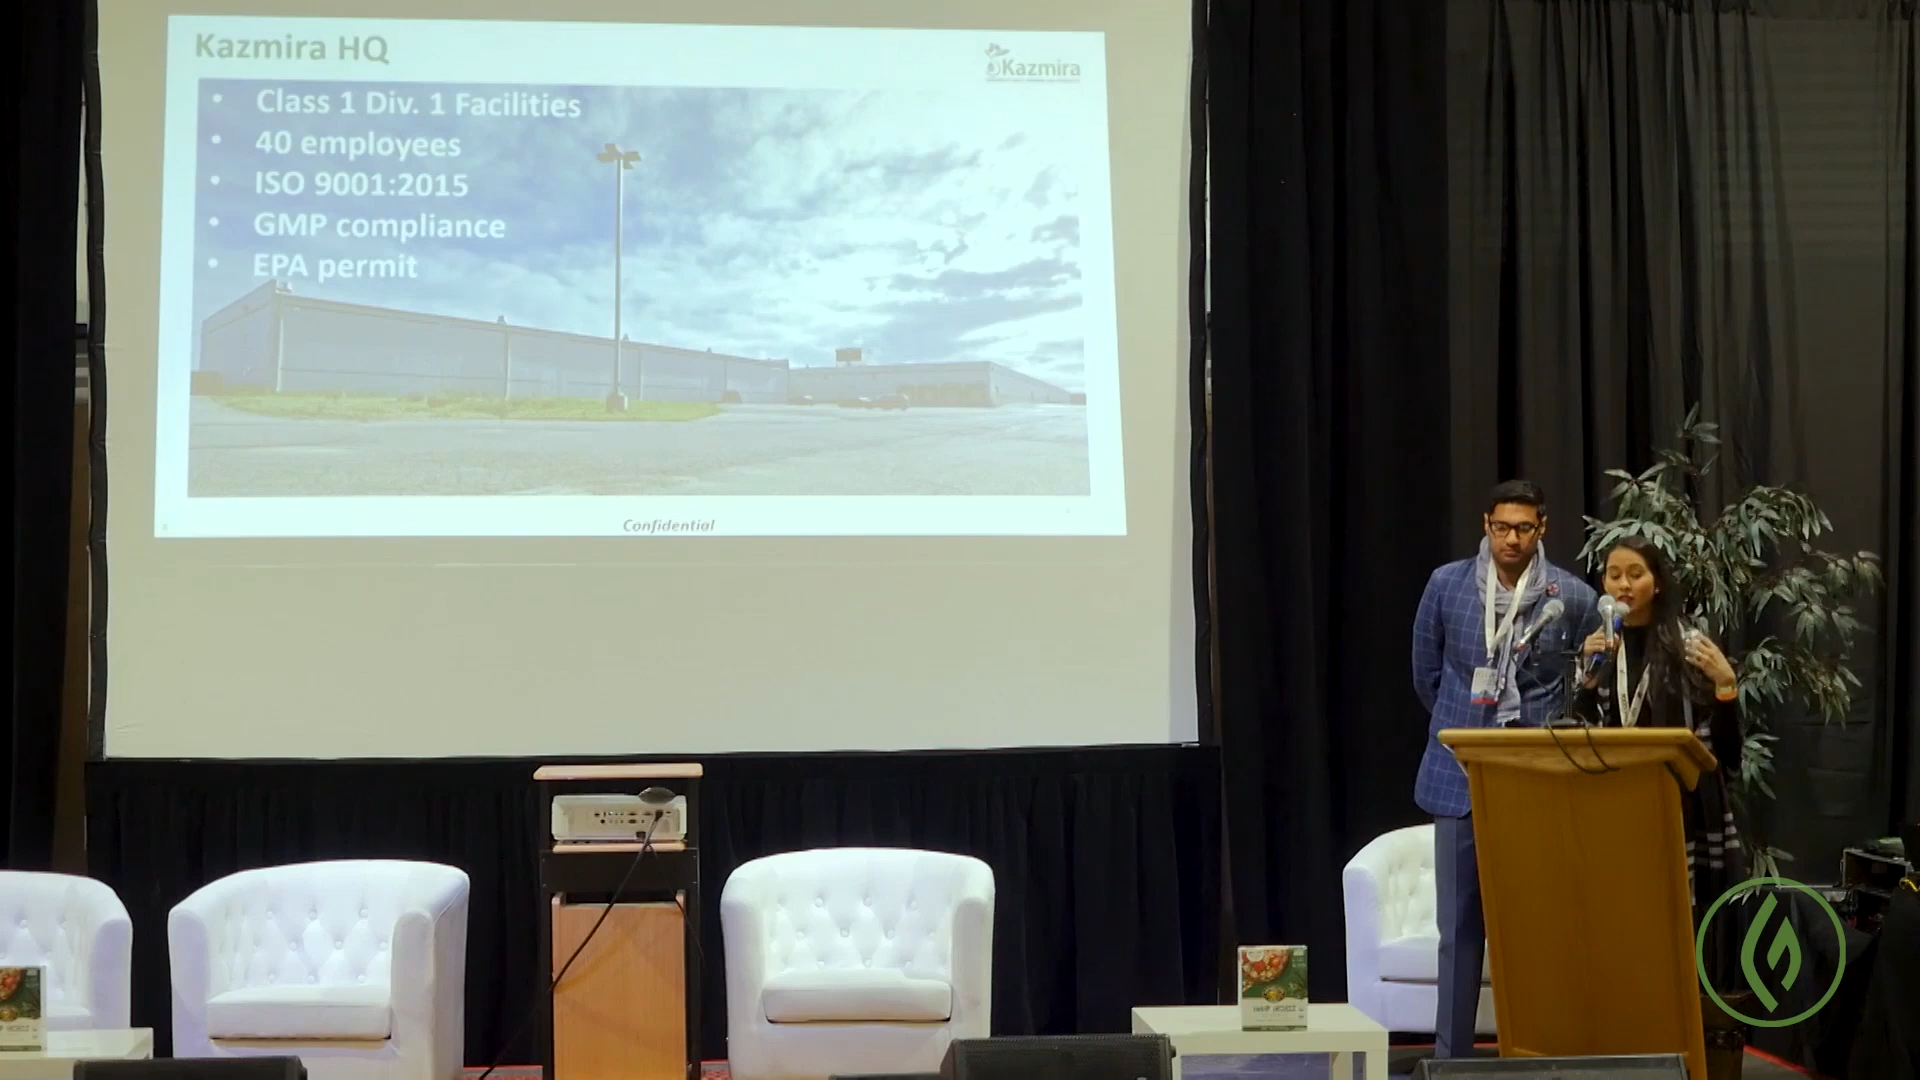 Kazmira HQ
Kazmira
• Class 1 Div. 1 Facilities
• 40 employees
• ISO 9001:2015
• GMP compliance
• EPA permit
Confidential